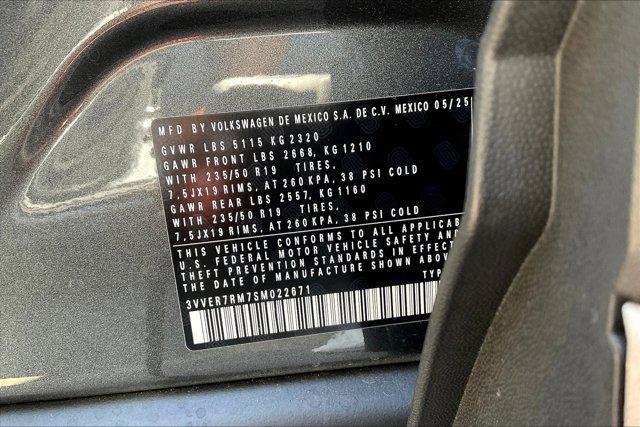 MFD BY VOLKSWAGEN DE MEXICO S.A. DE C.V. MEXICO 05/25
GVWR LBS 5115 KG 2320
GAWR FRONT LBS 2668, KG 1210
WITH 235/50 R19 TIRES,
7,5JX19 RIMS, AT 260 KPA, 38 PSI COLD
GAWR REAR LBS 2557, KG 1160
WITH 235/50 R19 TIRES,
7,5JX19 RIMS, AT 260 KPA, 38 PSI COLD
THIS VEHICLE CONFORMS TO ALL APPLICAB
U.S. FEDERAL MOTOR VEHICLE SAFETY AND
THEFT PREVENTION STANDARDS IN EFFECT
THE DATE OF MANUFACTURE SHOWN ABOVE
3VVER7RM7SM022671 TYP